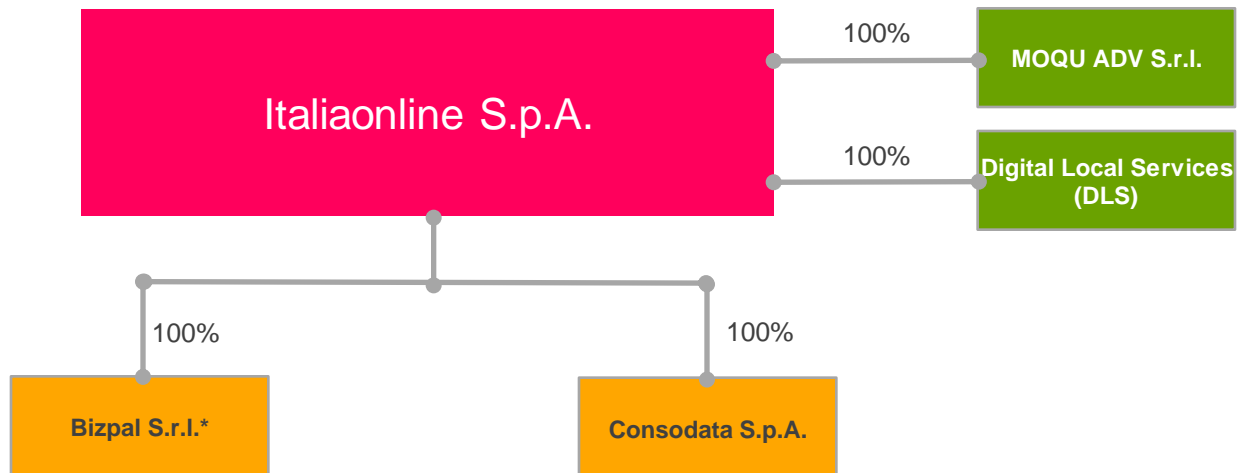 100%
MOQU ADV S.r.l.
Italiaonline S.p.A.
100%
Digital Local Services
(DLS)
100%
100%
Bizpal S.r.l.*
Consodata S.p.A.